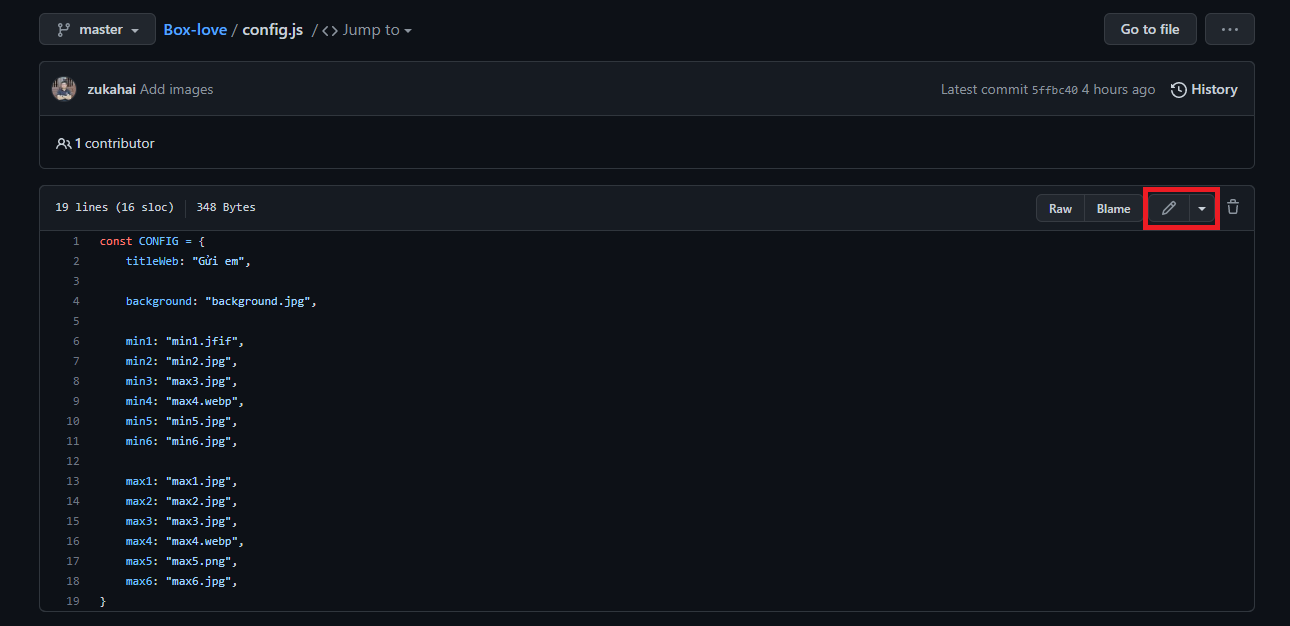 master Box-love / config.js / <> Jump to Go to file ...
zukahai Add images Latest commit 5ffbc40 4 hours ago History
1 contributor
19 lines (16 sloc) 348 Bytes Raw Blame
1 const CONFIG = {
2 titleWeb: "Gửi em",
3
4 background: "background.jpg",
5
6 min1: "min1.jfif",
7 min2: "min2.jpg",
8 min3: "max3.jpg",
9 min4: "max4.webp",
10 min5: "min5.jpg",
11 min6: "min6.jpg",
12
13 max1: "max1.jpg",
14 max2: "max2.jpg",
15 max3: "max3.jpg",
16 max4: "max4.webp",
17 max5: "max5.png",
18 max6: "max6.jpg",
19 }